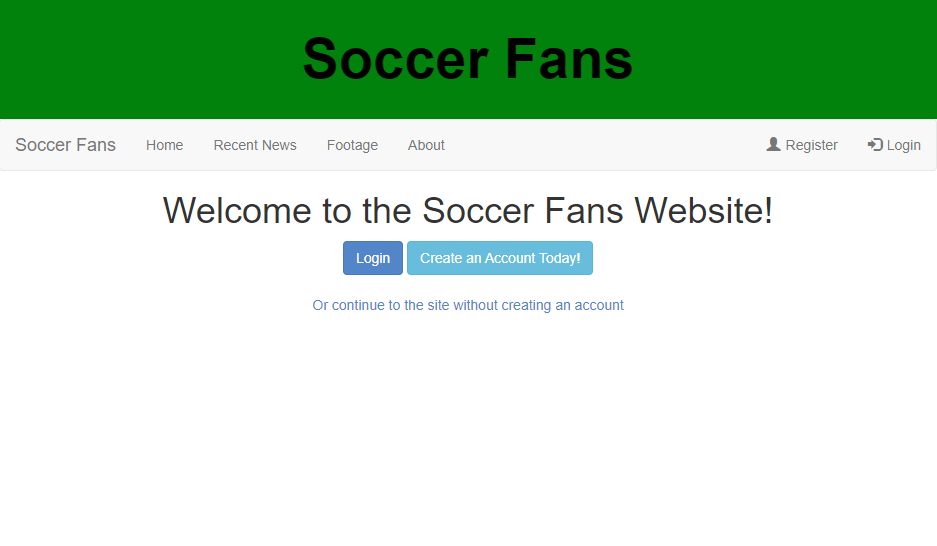 Soccer Fans
Soccer Fans Home Recent News Footage About Register Login
Welcome to the Soccer Fans Website!
Login Create an Account Today!
Or continue to the site without creating an account